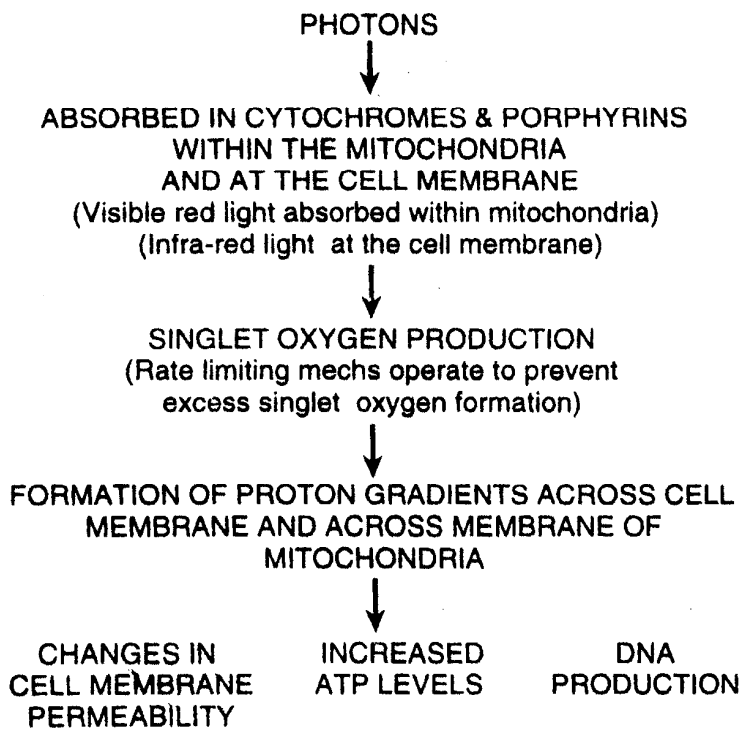 PHOTONS
ABSORBED IN CYTOCHROMES & PORPHYRINS
WITHIN THE MITOCHONDRIA
AND AT THE CELL MEMBRANE
(Visible red light absorbed within mitochondria)
(Infra-red light at the cell membrane)
SINGLET OXYGEN PRODUCTION
(Rate limiting mechs operate to prevent
excess singlet oxygen formation)
FORMATION OF PROTON GRADIENTS ACROSS CELL
MEMBRANE AND ACROSS MEMBRANE OF
MITOCHONDRIA
CHANGES IN
CELL MEMBRANE
PERMEABILITY
INCREASED
ATP LEVELS
DNA
PRODUCTION